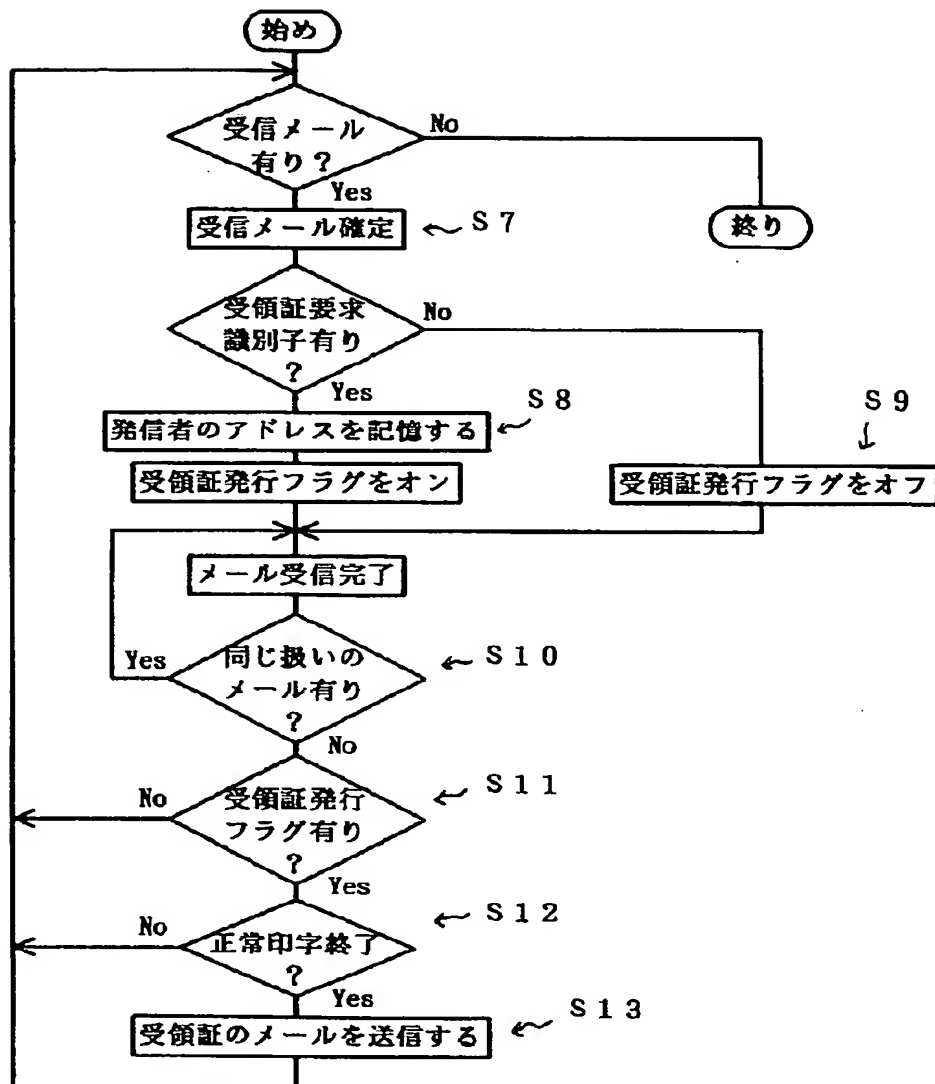 始め
受信メール
有り?
No
Yes
終り
受信メール確定
S7
受領証要求
識別子有り
?
No
Yes
S8
S9
発信者のアドレスを記憶する
受領証発行フラグをオン
受領証発行フラグをオフ
メール受信完了
同じ扱いの
メール有り
?
Yes
S10
No
受領証発行
フラグ有り
?
No
S11
Yes
正常印字終了
?
No
S12
Yes
受領証のメールを送信する
S13